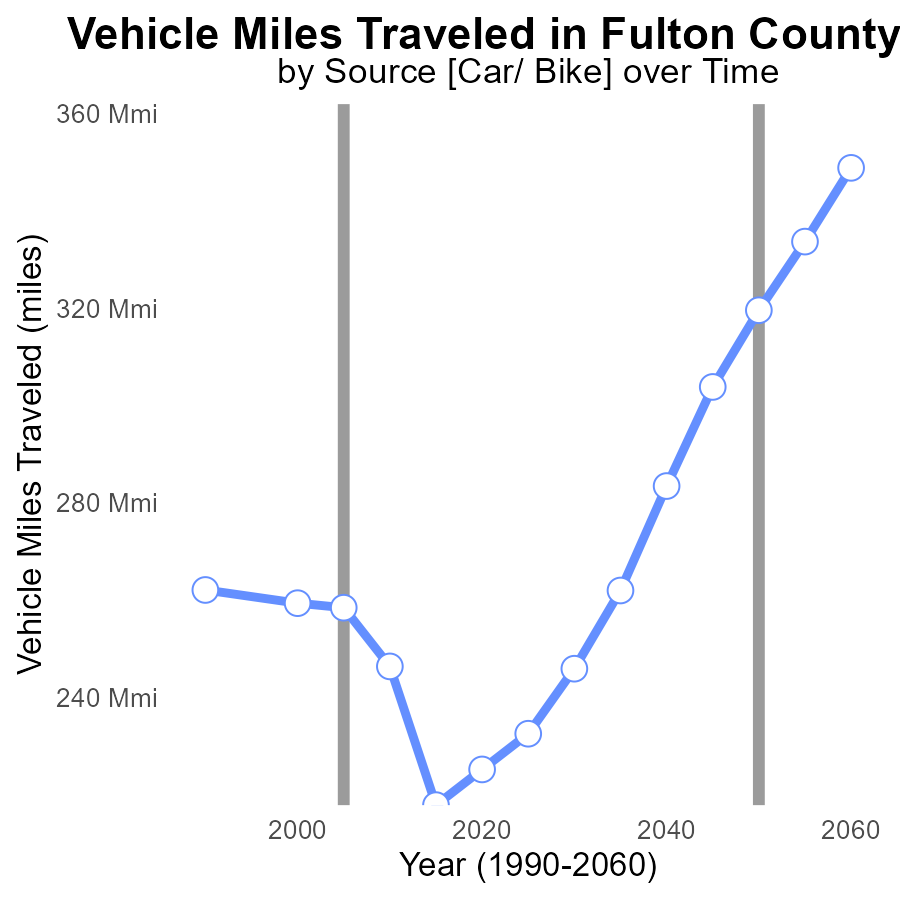 Vehicle Miles Traveled in Fulton County
by Source [Car/ Bike] over Time
360 Mmi
320 Mmi
280 Mmi
240 Mmi
Vehicle Miles Traveled (miles)
2000
2020
2040
2060
Year (1990-2060)